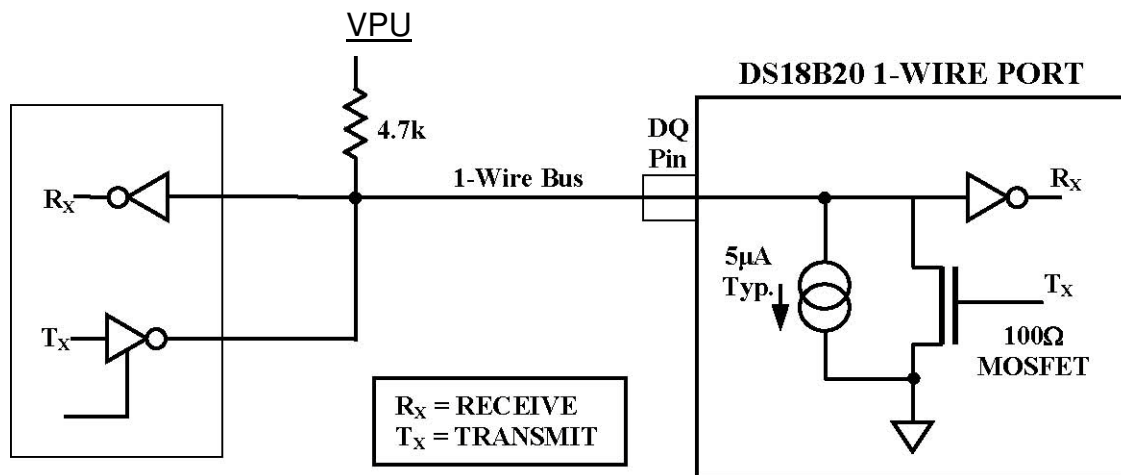 VPU
DS18B20 1-WIRE PORT
4.7k
DQ
Pin
1-Wire Bus
RX
RX
5µA
Typ.
TX
TX
100Ω
MOSFET
RX = RECEIVE
TX = TRANSMIT